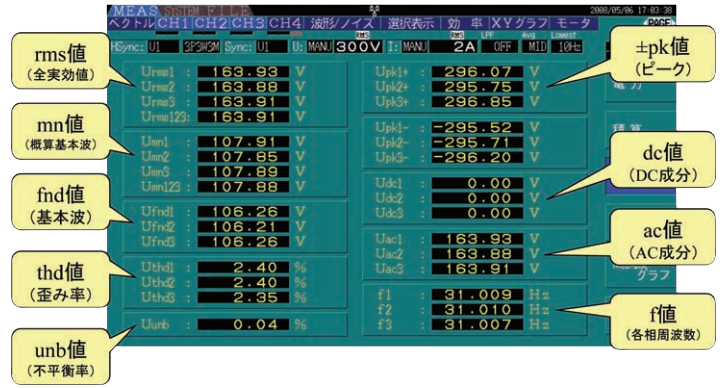 MEAS SYSTEM FILE
2008/05/06 17:03:38
ベクトル CH1 CH2 CH3 CH4 波形/ノイズ 選択表示 効 率 XYグラフ モータ
PAGE
rms rms LPF Avg Lowest
HSync: U1 3P3W3M Sync: U1 U: MANU 300V I: MANU 2A OFF MID 10Hz
rms値
(全実効値)
mn値
(概算基本波)
fnd値
(基本波)
thd値
(歪み率)
unb値
(不平衡率)
Urms1 : 163.93 V
Urms2 : 163.88 V
Urms3 : 163.91 V
Urms123: 163.91 V
Umn1 : 107.91 V
Umn2 : 107.85 V
Umn3 : 107.89 V
Umn123 : 107.88 V
Ufnd1 : 106.26 V
Ufnd2 : 106.21 V
Ufnd3 : 106.26 V
Uthd1 : 2.40 %
Uthd2 : 2.40 %
Uthd3 : 2.35 %
Uunb : 0.04 %
Upk1+ : 296.07 V
Upk2+ : 295.75 V
Upk3+ : 296.85 V
Upk1- : -295.52 V
Upk2- : -295.71 V
Upk3- : -296.20 V
Udc1 : 0.00 V
Udc2 : 0.00 V
Udc3 : 0.00 V
Uac1 : 163.93 V
Uac2 : 163.88 V
Uac3 : 163.91 V
f1 : 31.009 Hz
f2 : 31.010 Hz
f3 : 31.007 Hz
±pk値
(ピーク)
電 力
積 算
dc値
(DC成分)
ac値
(AC成分)
グラフ
f値
(各相周波数)